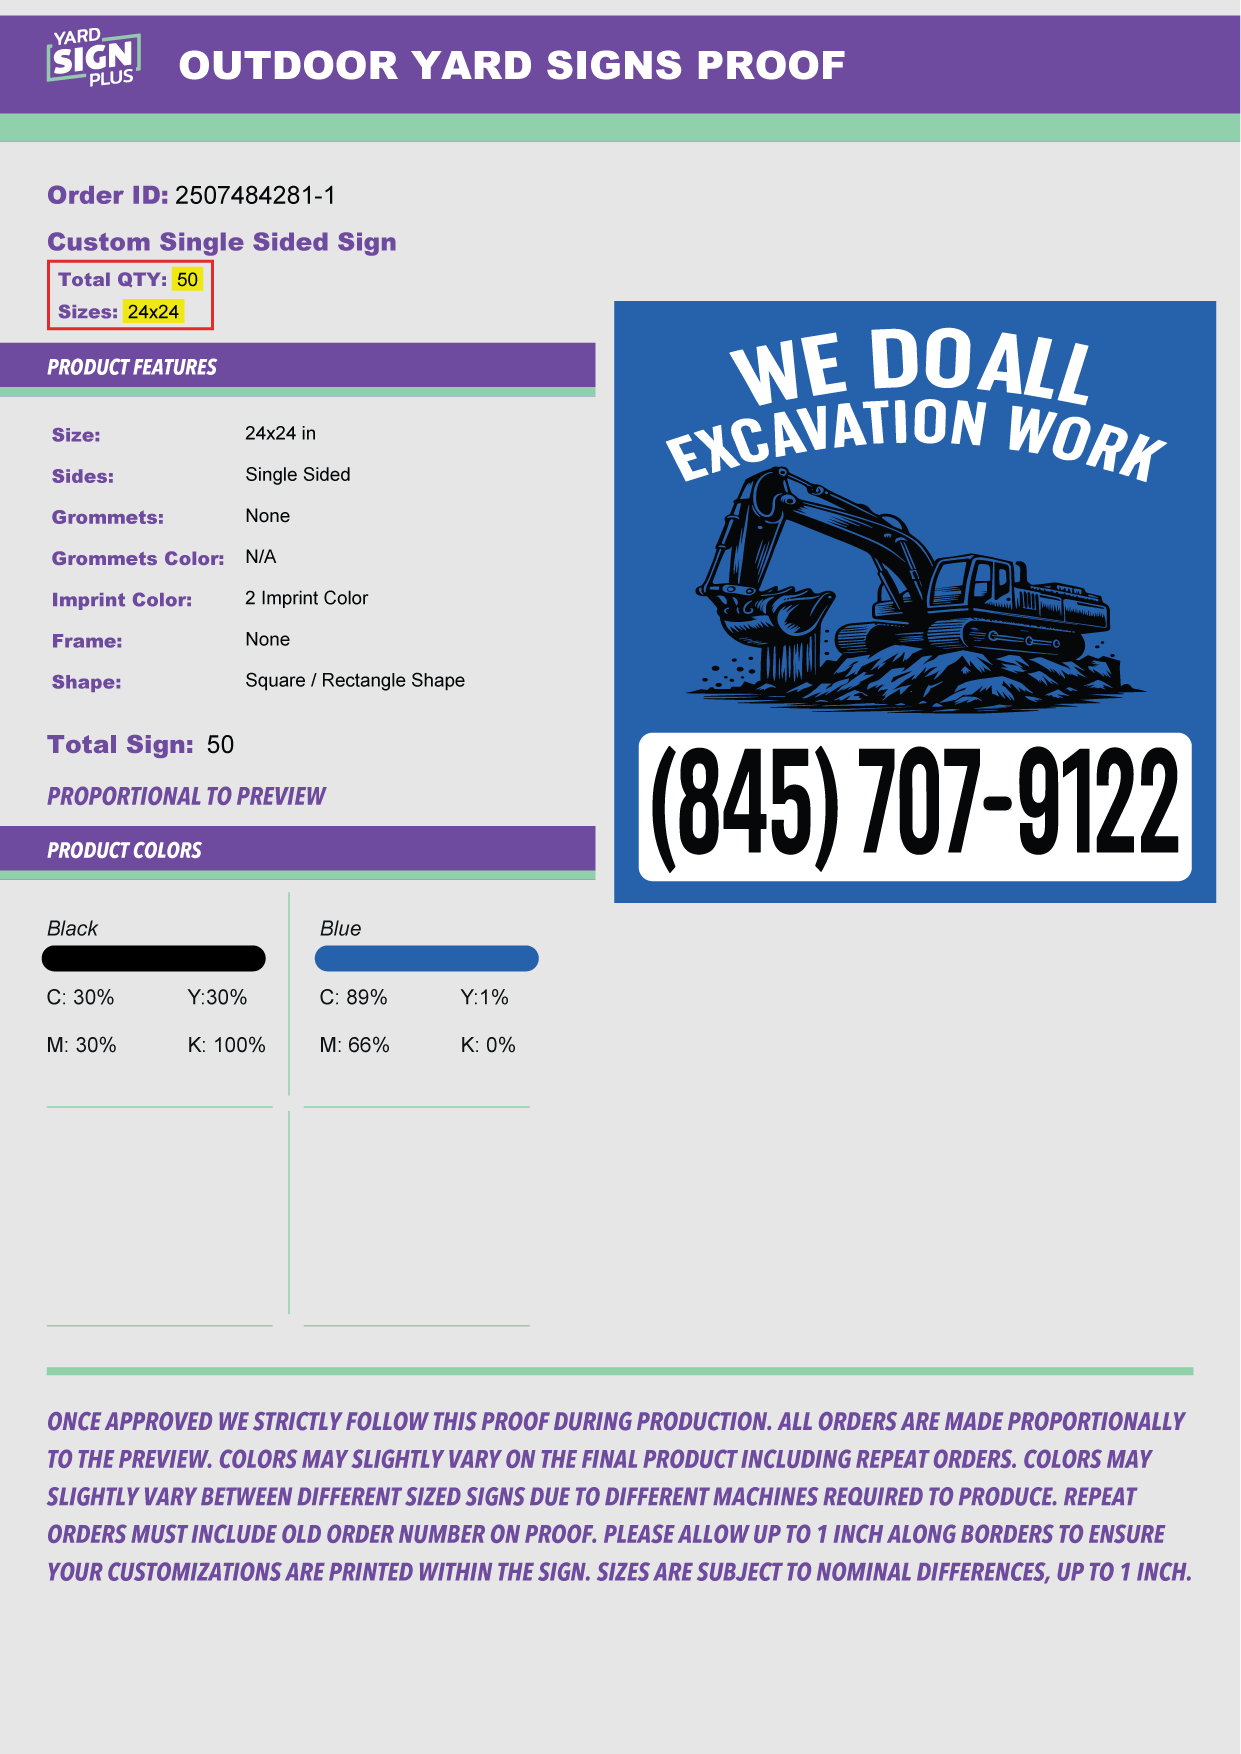 YARD
SIGN
PLUS
OUTDOOR YARD SIGNS PROOF
Order ID: 2507484281-1
Custom Single Sided Sign
Total QTY: 50
Sizes: 24x24
PRODUCT FEATURES
Size: 24x24 in
Sides: Single Sided
Grommets: None
Grommets Color: N/A
Imprint Color: 2 Imprint Color
Frame: None
Shape: Square / Rectangle Shape
Total Sign: 50
PROPORTIONAL TO PREVIEW
WE DO ALL
EXCAVATION WORK
(845) 707-9122
PRODUCT COLORS
Black
C: 30% Y:30%
M: 30% K: 100%
Blue
C: 89% Y:1%
M: 66% K: 0%
ONCE APPROVED WE STRICTLY FOLLOW THIS PROOF DURING PRODUCTION. ALL ORDERS ARE MADE PROPORTIONALLY
TO THE PREVIEW. COLORS MAY SLIGHTLY VARY ON THE FINAL PRODUCT INCLUDING REPEAT ORDERS. COLORS MAY
SLIGHTLY VARY BETWEEN DIFFERENT SIZED SIGNS DUE TO DIFFERENT MACHINES REQUIRED TO PRODUCE. REPEAT
ORDERS MUST INCLUDE OLD ORDER NUMBER ON PROOF. PLEASE ALLOW UP TO 1 INCH ALONG BORDERS TO ENSURE
YOUR CUSTOMIZATIONS ARE PRINTED WITHIN THE SIGN. SIZES ARE SUBJECT TO NOMINAL DIFFERENCES, UP TO 1 INCH.